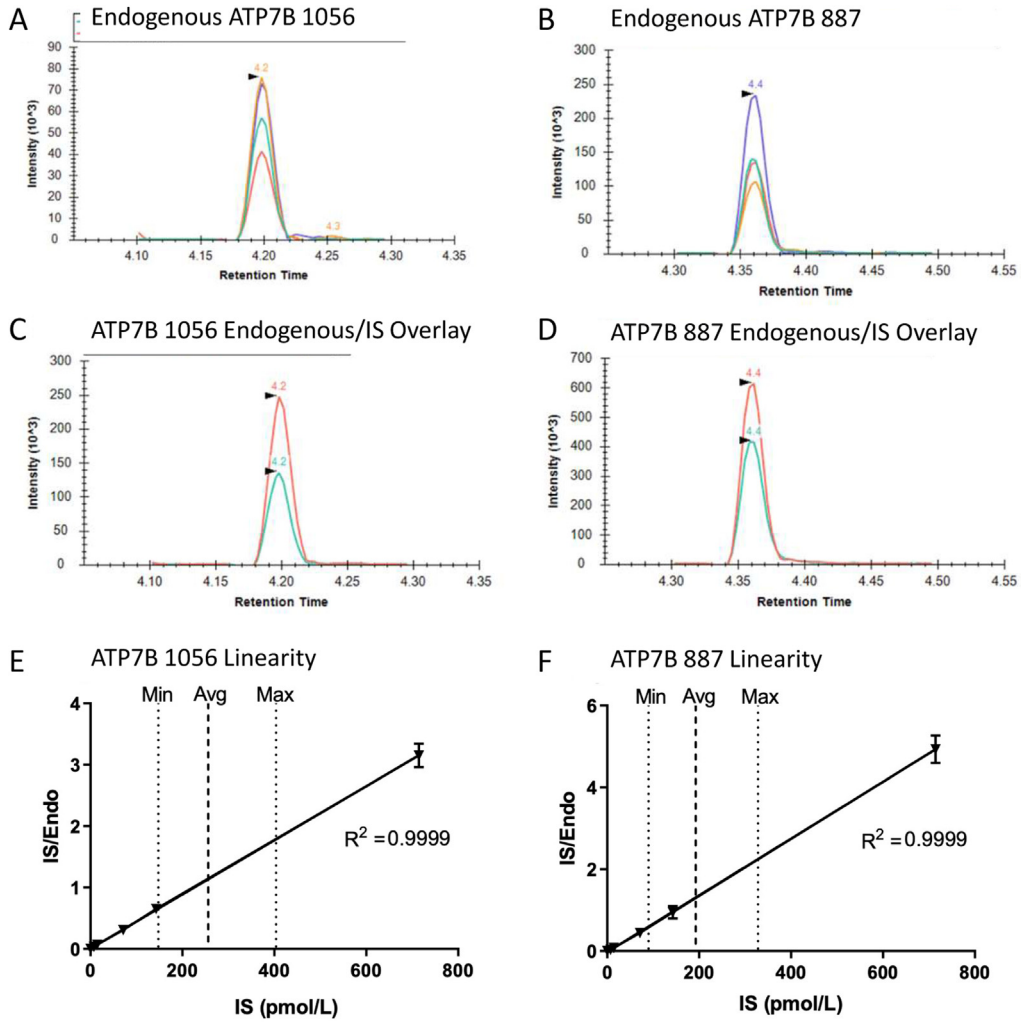 A
Endogenous ATP7B 1056
90
80
70
60
50
40
30
20
10
0
Intensity (10^3)
4.2
4.3
4.10 4.15 4.20 4.25 4.30 4.35
Retention Time
B
Endogenous ATP7B 887
300
250
200
150
100
50
0
Intensity (10^3)
4.4
4.30 4.35 4.40 4.45 4.50 4.55
Retention Time
C
ATP7B 1056 Endogenous/IS Overlay
300
250
200
150
100
50
0
Intensity (10^3)
4.2
4.2
4.10 4.15 4.20 4.25 4.30 4.35
Retention Time
D
ATP7B 887 Endogenous/IS Overlay
700
600
500
400
300
200
100
0
Intensity (10^3)
4.4
4.4
4.30 4.35 4.40 4.45 4.50 4.55
Retention Time
E
ATP7B 1056 Linearity
Min Avg Max
4
3
2
1
0
IS/Endo
R² = 0.9999
0 200 400 600 800
IS (pmol/L)
F
ATP7B 887 Linearity
Min Avg Max
6
4
2
0
IS/Endo
R² = 0.9999
0 200 400 600 800
IS (pmol/L)